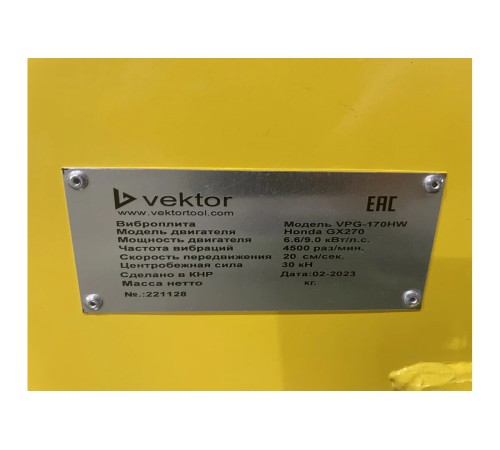 vektor EAC
www.vektortool.com
Виброплита Модель VPG-170HW
Модель двигателя Honda GX270
Мощность двигателя 6.6/9.0 кВт/л.с.
Частота вибраций 4500 раз/мин.
Скорость передвижения 20 см/сек.
Центробежная сила 30 кН
Сделано в КНР Дата:02-2023
Масса нетто кг.
№.:221128